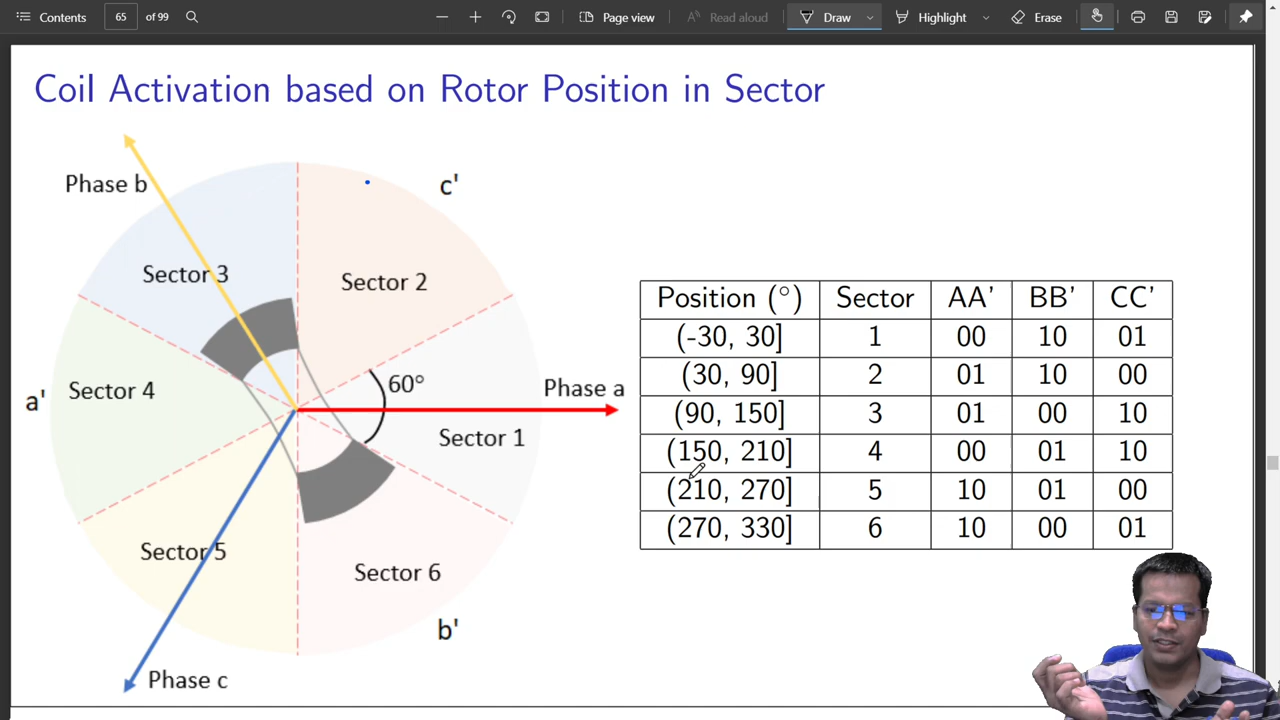 Contents 65 of 99 Page view Read aloud Draw Highlight Erase
Coil Activation based on Rotor Position in Sector
Phase b
c'
Sector 3
Sector 2
60°
Phase a
a'
Sector 4
Sector 1
Sector 5
Sector 6
b'
Phase c
Position (°) Sector AA' BB' CC'
(-30, 30] 1 00 10 01
(30, 90] 2 01 10 00
(90, 150] 3 01 00 10
(150, 210] 4 00 01 10
(210, 270] 5 10 01 00
(270, 330] 6 10 00 01